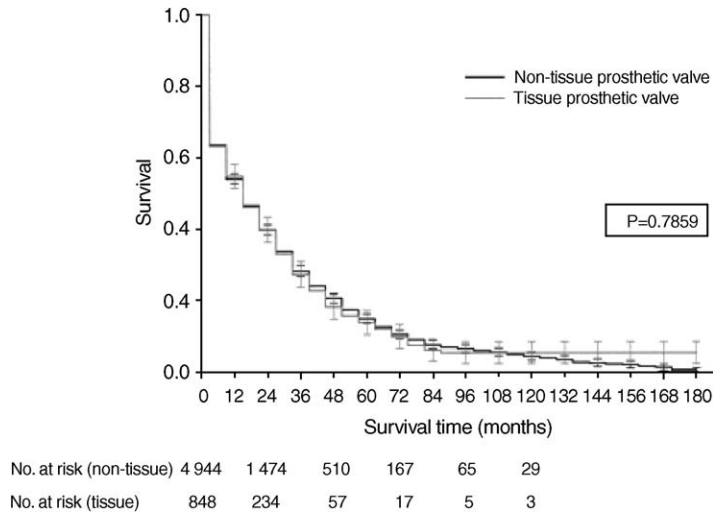 1.0
0.8
0.6
0.4
0.4
0.0
Survival
Non-tissue prosthetic valve
Tissue prosthetic valve
P=0.7859
0 12 24 36 48 60 72 84 96 108 120 132 144 156 168 180
Survival time (months)
No. at risk (non-tissue) 4 944 1 474 510 167 65 29
No. at risk (tissue) 848 234 57 17 5 3